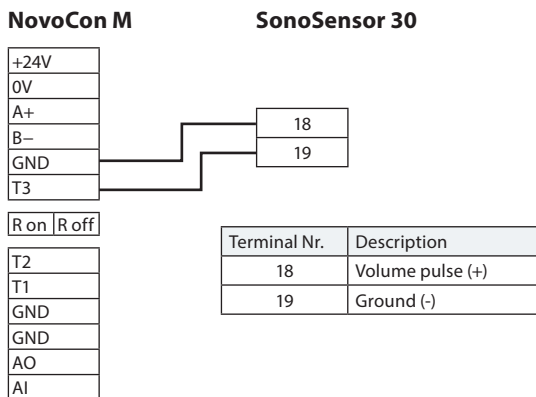 NovoCon M
SonoSensor 30
+24V
0V
A+
B−
GND
T3
R on R off
T2
T1
GND
GND
AO
AI
18
19
Terminal Nr. Description
18 Volume pulse (+)
19 Ground (-)